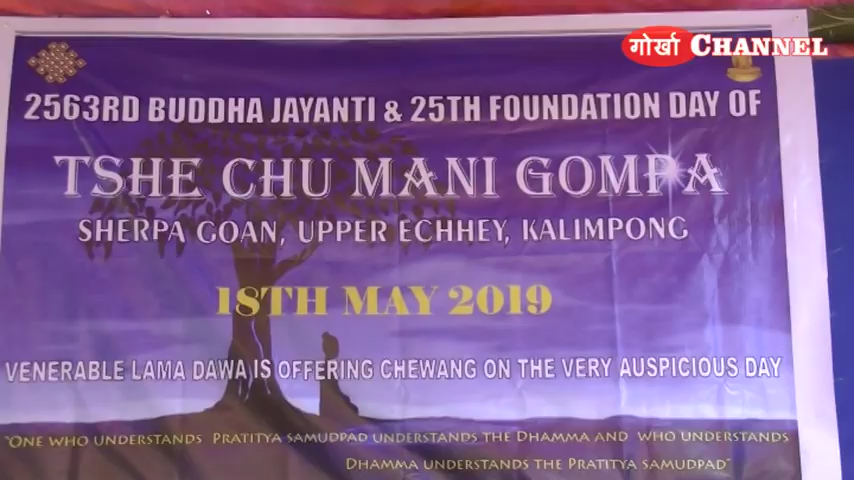 गोर्खा CHANNEL
2563RD BUDDHA JAYANTI & 25TH FOUNDATION DAY OF
TSHE CHU MANI GOMPA
SHERPA GOAN, UPPER ECHHEY, KALIMPONG
18TH MAY 2019
VENERABLE LAMA DAWA IS OFFERING CHEWANG ON THE VERY AUSPICIOUS DAY
"ONE WHO UNDERSTANDS PRATITYA SAMUDPAD UNDERSTANDS THE DHAMMA AND WHO UNDERSTANDS
DHAMMA UNDERSTANDS THE PRATITYA SAMUDPAD"